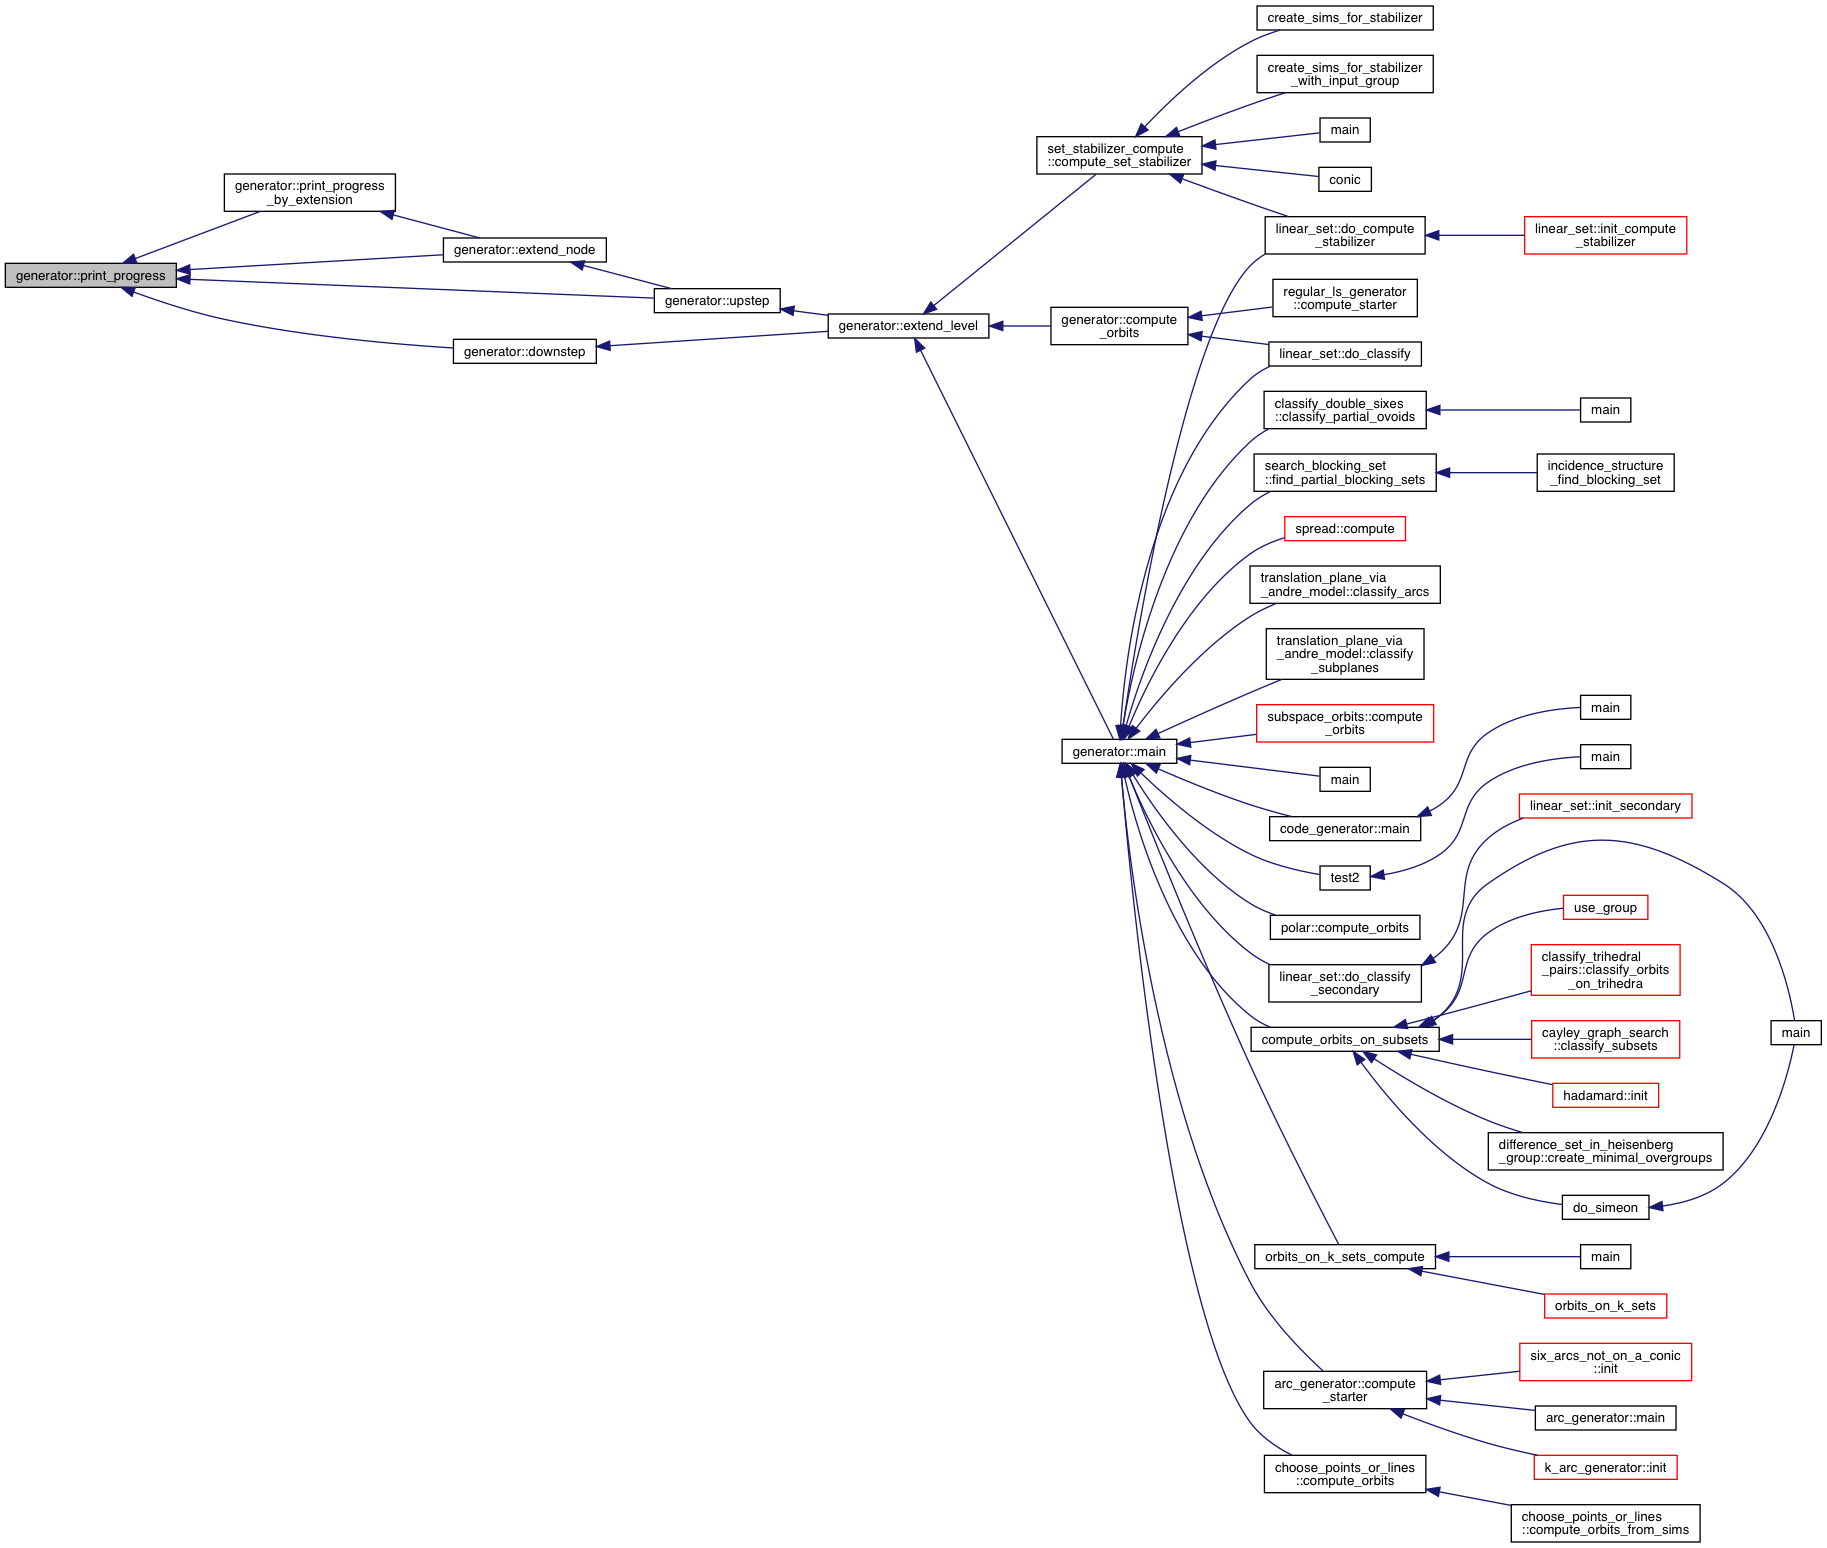 generator::print_progress
generator::print_progress
_by_extension
generator::extend_node
generator::upstep
generator::downstep
generator::extend_level
set_stabilizer_compute
::compute_set_stabilizer
create_sims_for_stabilizer
create_sims_for_stabilizer
_with_input_group
main
conic
linear_set::do_compute
_stabilizer
linear_set::init_compute
_stabilizer
generator::compute
_orbits
regular_ls_generator
::compute_starter
linear_set::do_classify
generator::main
classify_double_sixes
::classify_partial_ovoids
main
search_blocking_set
::find_partial_blocking_sets
incidence_structure
_find_blocking_set
spread::compute
translation_plane_via
_andre_model::classify_arcs
translation_plane_via
_andre_model::classify
_subplanes
subspace_orbits::compute
_orbits
main
code_generator::main
main
test2
main
polar::compute_orbits
linear_set::do_classify
_secondary
linear_set::init_secondary
compute_orbits_on_subsets
use_group
classify_trihedral
_pairs::classify_orbits
_on_trihedra
cayley_graph_search
::classify_subsets
hadamard::init
difference_set_in_heisenberg
_group::create_minimal_overgroups
do_simeon
main
orbits_on_k_sets_compute
main
orbits_on_k_sets
arc_generator::compute
_starter
six_arcs_not_on_a_conic
::init
arc_generator::main
k_arc_generator::init
choose_points_or_lines
::compute_orbits
choose_points_or_lines
::compute_orbits_from_sims